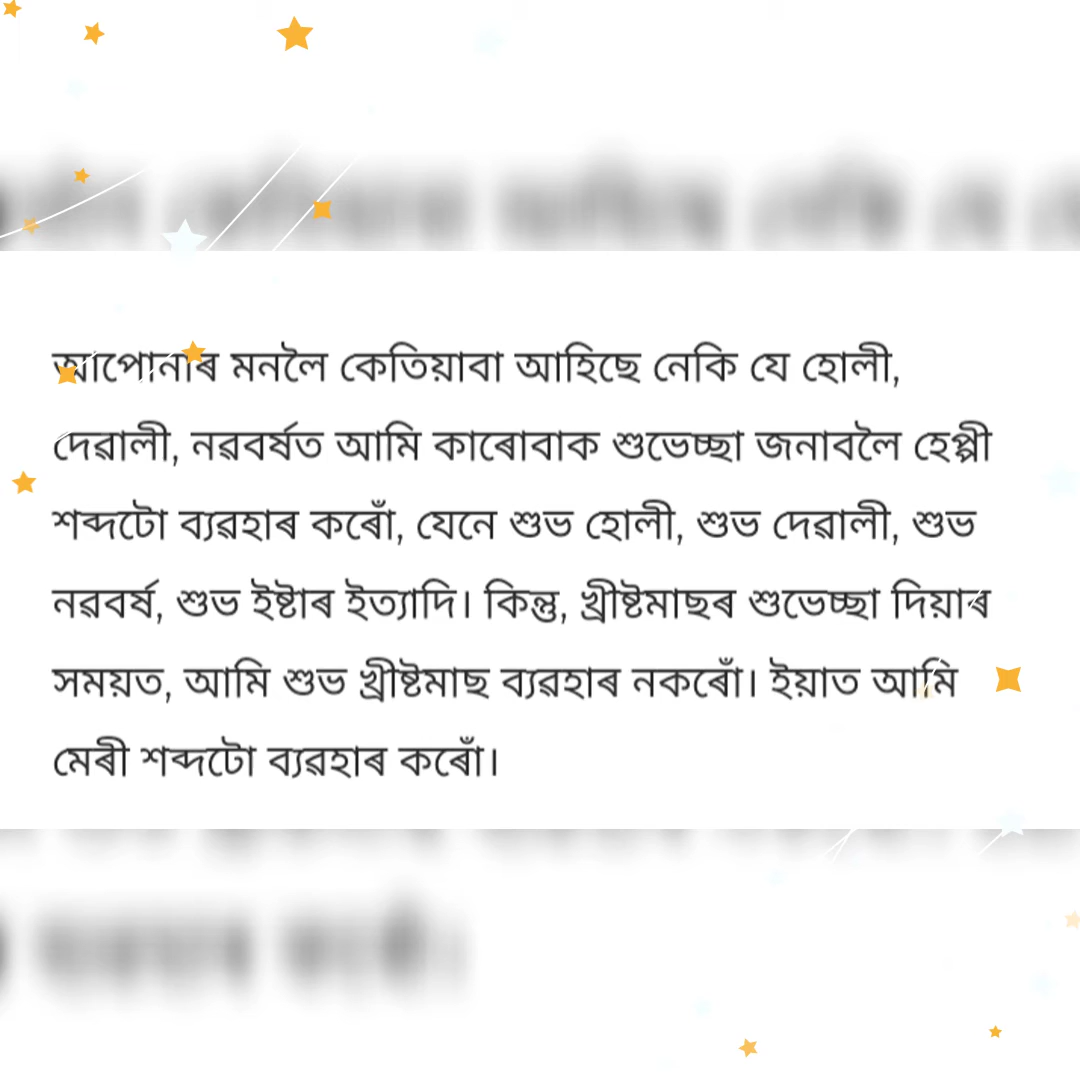 আপোনাৰ মনলৈ কেতিয়াবা আহিছে নেকি যে হোলী,
দেৱালী, নৱবৰ্ষত আমি কাৰোবাক শুভেচ্ছা জনাবলৈ হেপ্পী
শব্দটো ব্যৱহাৰ কৰোঁ, যেনে শুভ হোলী, শুভ দেৱালী, শুভ
নৱবৰ্ষ, শুভ ইষ্টাৰ ইত্যাদি। কিন্তু, খ্ৰীষ্টমাছৰ শুভেচ্ছা দিয়াৰ
সময়ত, আমি শুভ খ্ৰীষ্টমাছ ব্যৱহাৰ নকৰোঁ। ইয়াত আমি
মেৰী শব্দটো ব্যৱহাৰ কৰোঁ।